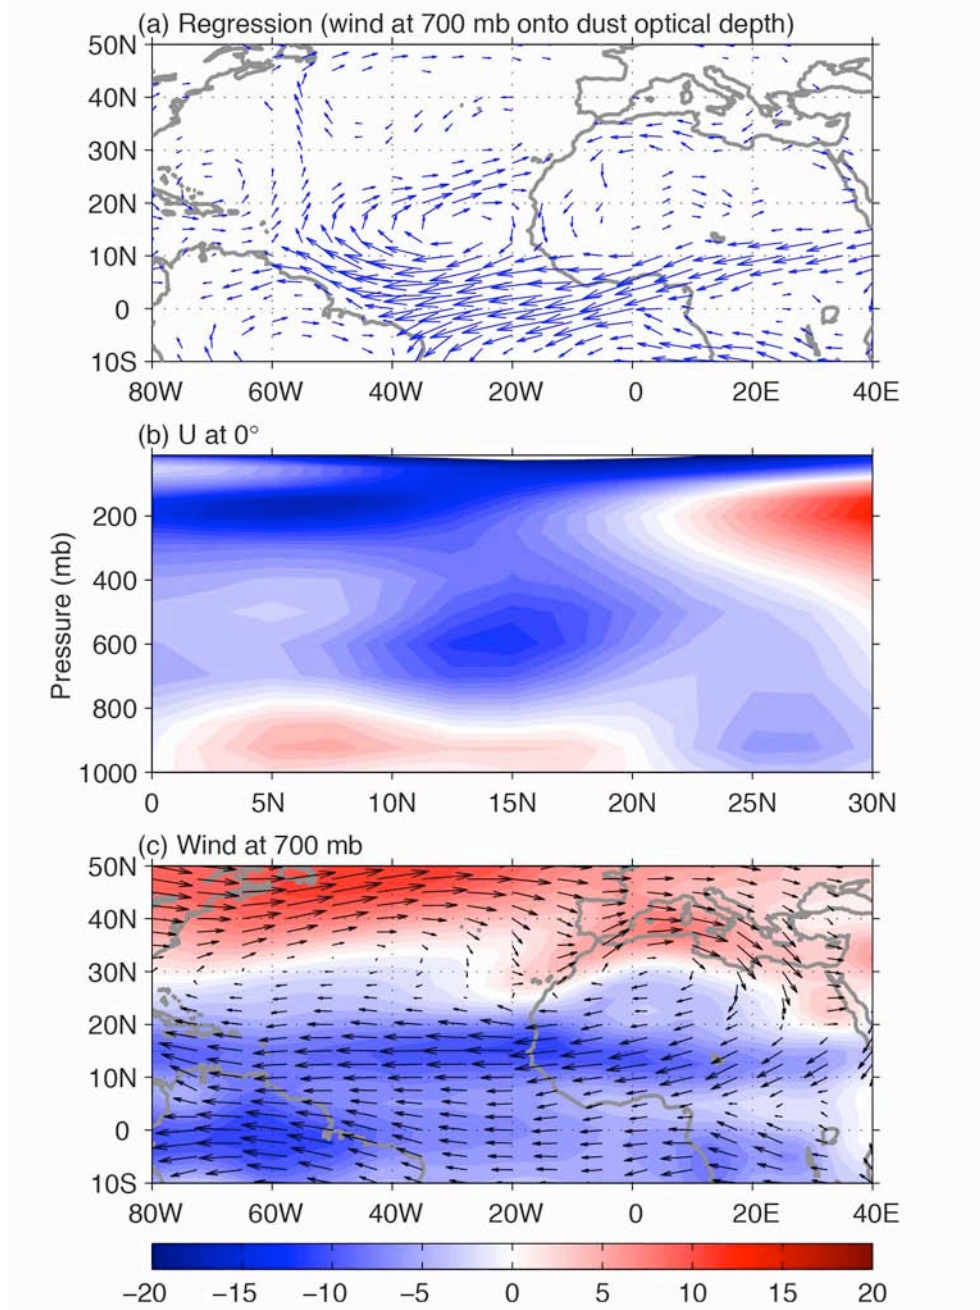 (a) Regression (wind at 700 mb onto dust optical depth)
50N
40N
30N
20N
10N
0
10S
80W 60W 40W 20W 0 20E 40E
(b) U at 0°
Pressure (mb)
200
400
600
800
1000
0 5N 10N 15N 20N 25N 30N
(c) Wind at 700 mb
50N
40N
30N
20N
10N
0
10S
80W 60W 40W 20W 0 20E 40E
−20 −15 −10 −5 0 5 10 15 20